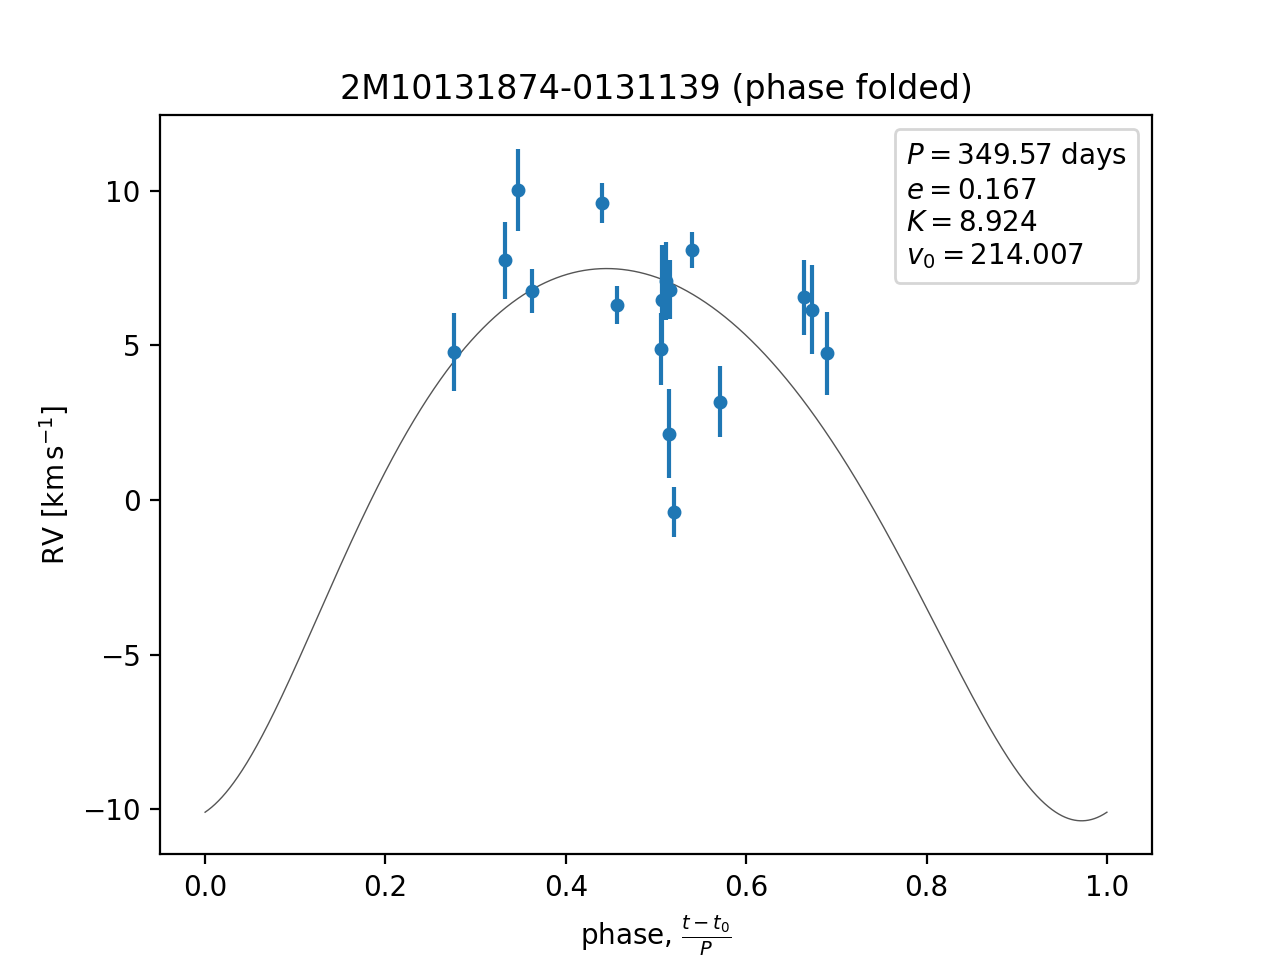 2M10131874-0131139 (phase folded)
P = 349.57 days
e = 0.167
K = 8.924
v₀ = 214.007
10
5
0
−5
−10
RV [km s⁻¹]
0.0 0.2 0.4 0.6 0.8 1.0
phase, (t − t₀)/P